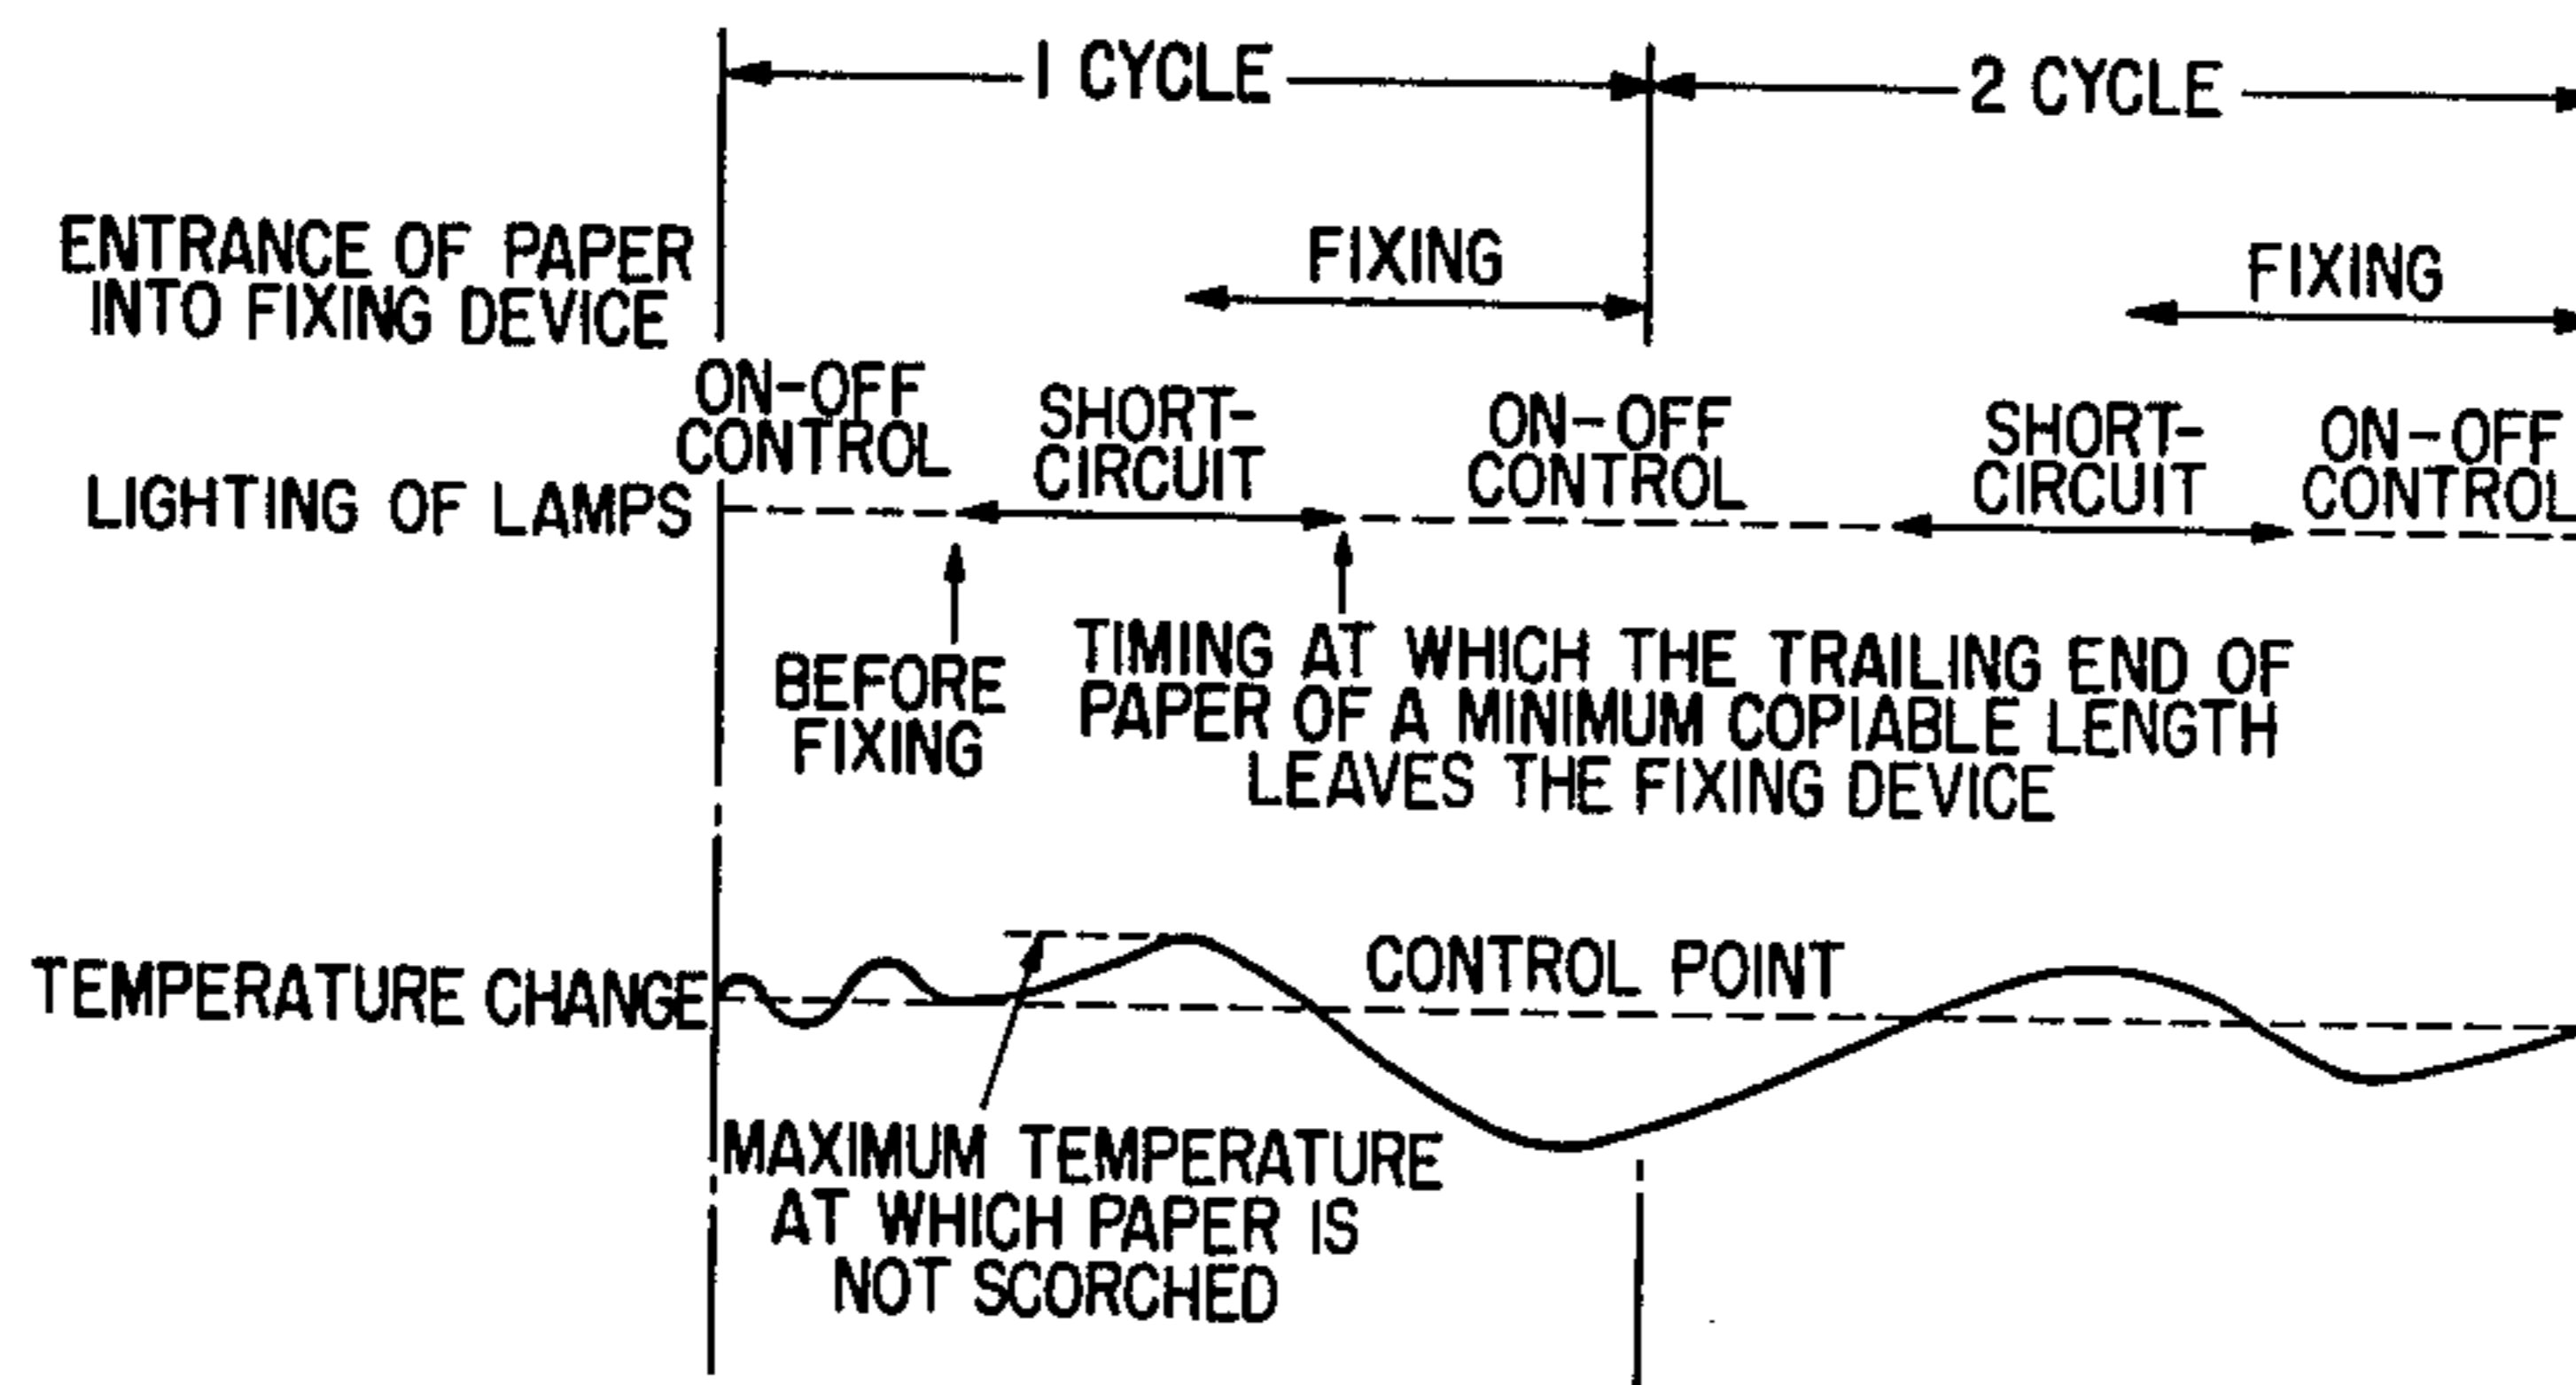 1 CYCLE
2 CYCLE
ENTRANCE OF PAPER
INTO FIXING DEVICE
FIXING
FIXING
ON-OFF
CONTROL
SHORT-
CIRCUIT
ON-OFF
CONTROL
SHORT-
CIRCUIT
ON-OFF
CONTROL
LIGHTING OF LAMPS
BEFORE
FIXING
TIMING AT WHICH THE TRAILING END OF
PAPER OF A MINIMUM COPIABLE LENGTH
LEAVES THE FIXING DEVICE
TEMPERATURE CHANGE
CONTROL POINT
MAXIMUM TEMPERATURE
AT WHICH PAPER IS
NOT SCORCHED